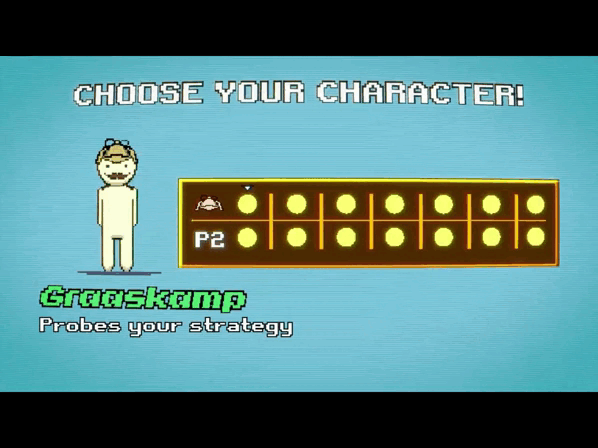 CHOOSE YOUR CHARACTER!
P2
Graaskamp
Probes your strategy